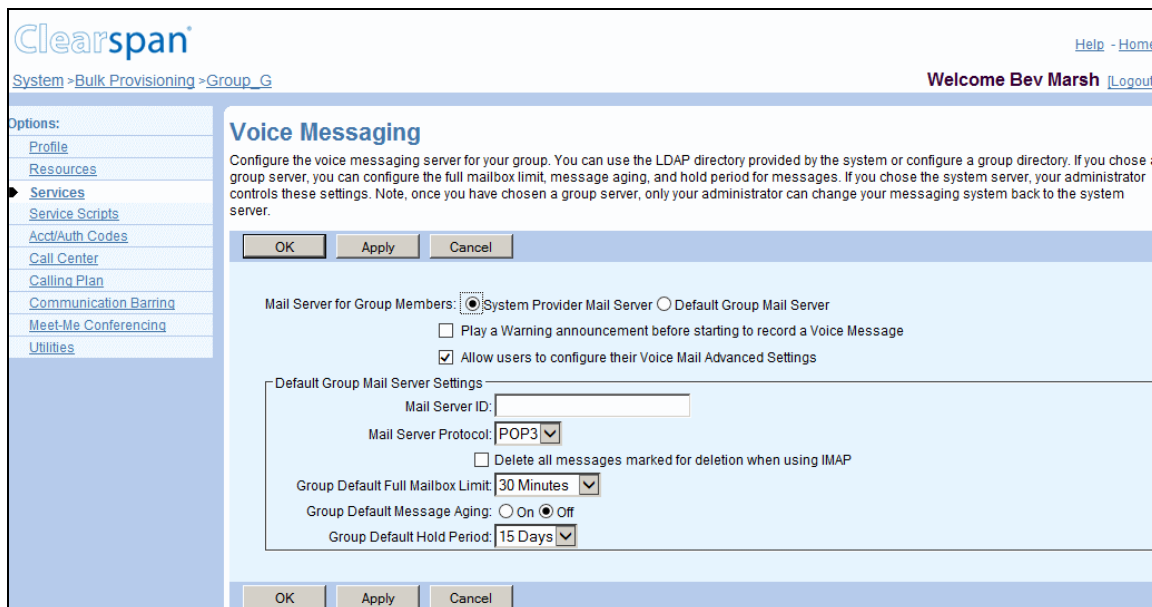 Clearspan®
Help - Home
System >Bulk Provisioning >Group_G
Welcome Bev Marsh [Logout
Options:
Profile
Resources
Services
Service Scripts
Acct/Auth Codes
Call Center
Calling Plan
Communication Barring
Meet-Me Conferencing
Utilities
Voice Messaging
Configure the voice messaging server for your group. You can use the LDAP directory provided by the system or configure a group directory. If you chose a
group server, you can configure the full mailbox limit, message aging, and hold period for messages. If you chose the system server, your administrator
controls these settings. Note, once you have chosen a group server, only your administrator can change your messaging system back to the system
server.
OK Apply Cancel
Mail Server for Group Members: System Provider Mail Server Default Group Mail Server
Play a Warning announcement before starting to record a Voice Message
Allow users to configure their Voice Mail Advanced Settings
Default Group Mail Server Settings
Mail Server ID:
Mail Server Protocol: POP3
Delete all messages marked for deletion when using IMAP
Group Default Full Mailbox Limit: 30 Minutes
Group Default Message Aging: On Off
Group Default Hold Period: 15 Days
OK Apply Cancel